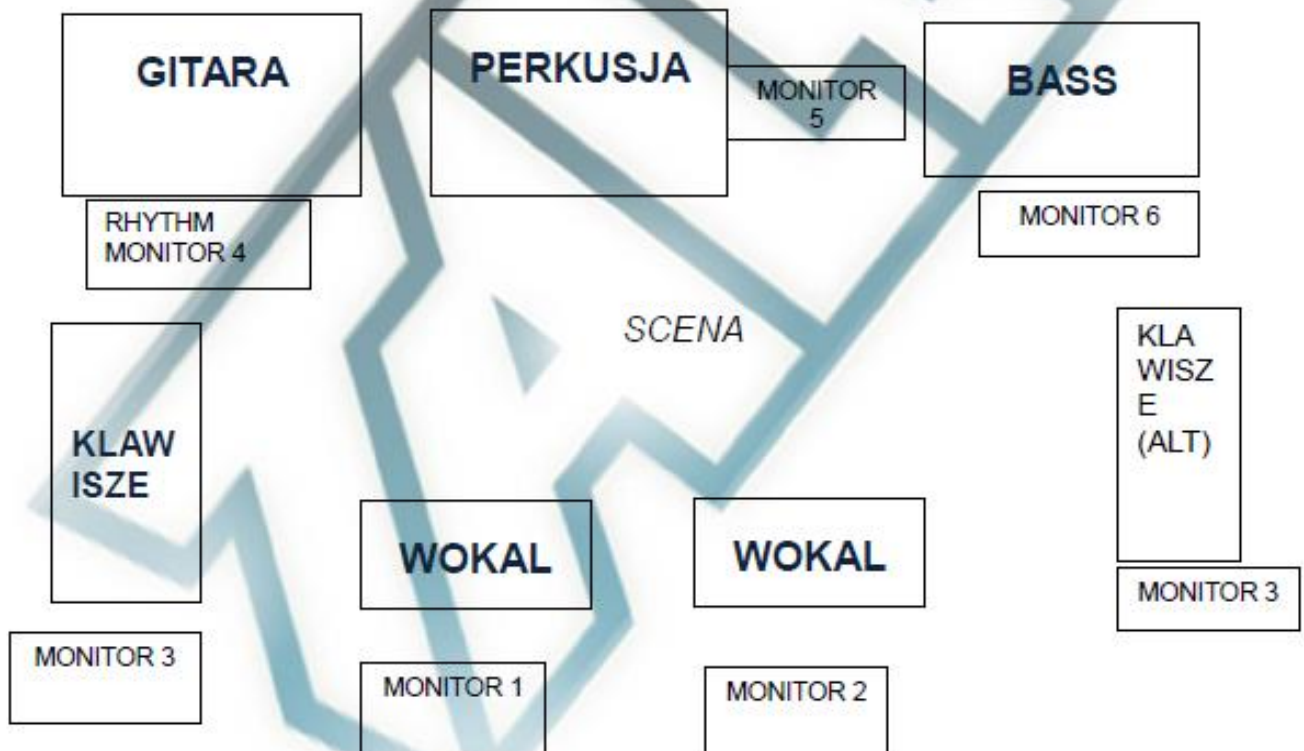 GITARA
PERKUSJA
MONITOR
5
BASS
RHYTHM
MONITOR 4
MONITOR 6
SCENA
KLA
WISZ
E
(ALT)
KLAW
ISZE
WOKAL
WOKAL
MONITOR 3
MONITOR 3
MONITOR 1
MONITOR 2